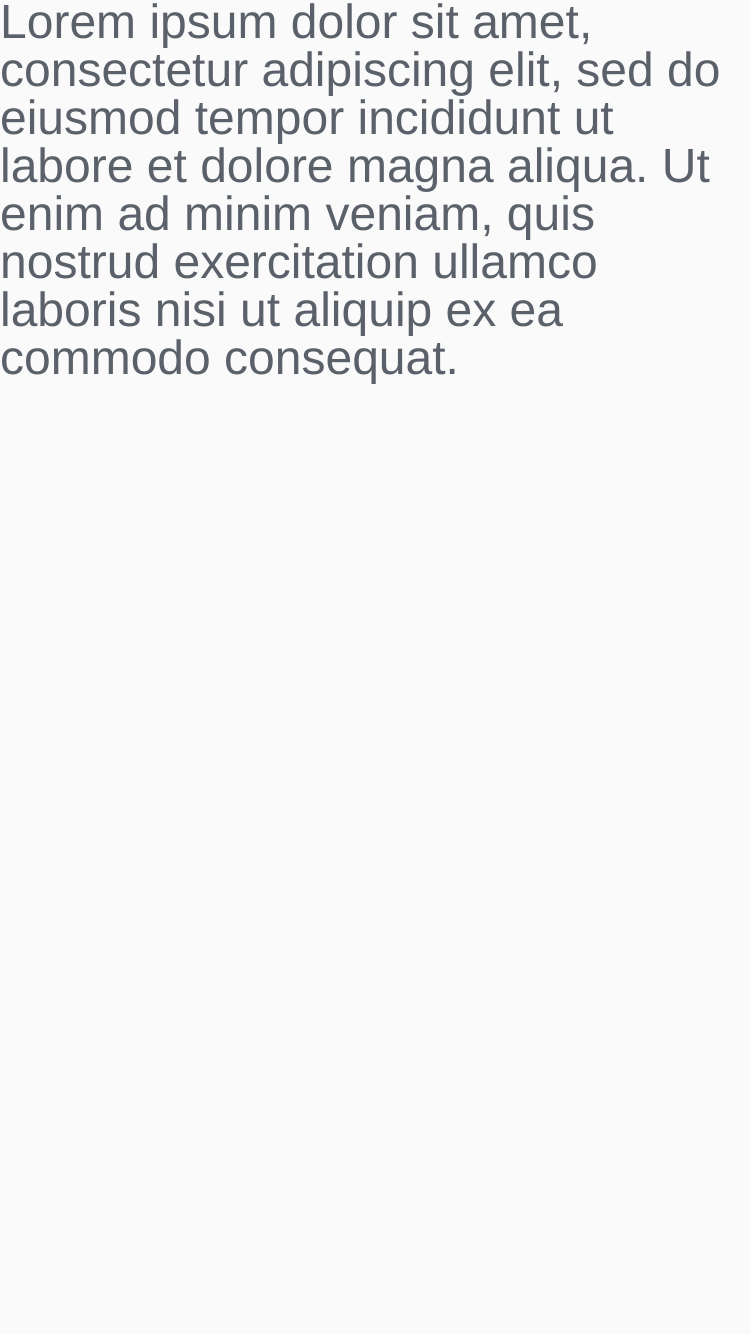 Lorem ipsum dolor sit amet,
consectetur adipiscing elit, sed do
eiusmod tempor incididunt ut
labore et dolore magna aliqua. Ut
enim ad minim veniam, quis
nostrud exercitation ullamco
laboris nisi ut aliquip ex ea
commodo consequat.